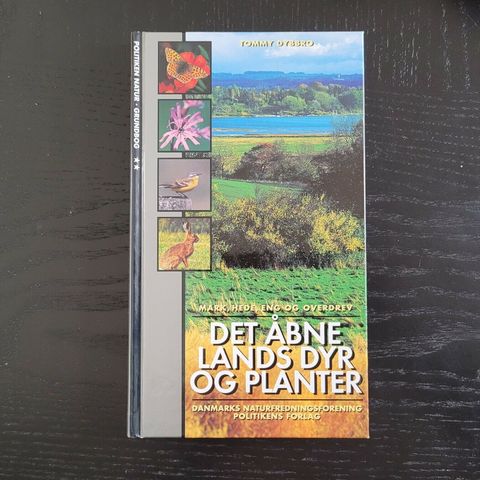 TOMMY DYBBRO
POLITIKEN NATUR · GRUNDBOG ★★
MARK, HEDE, ENG OG OVERDREV
DET ÅBNE
LANDS DYR
OG PLANTER
DANMARKS NATURFREDNINGSFORENING
POLITIKENS FORLAG